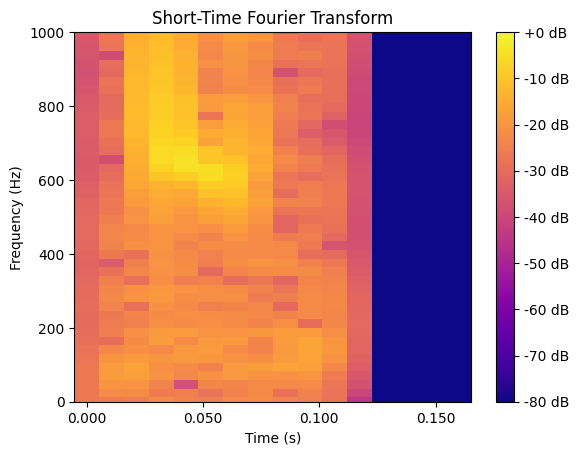 Short-Time Fourier Transform
1000
800
600
400
200
0
Frequency (Hz)
0.000
0.050
0.100
0.150
Time (s)
+0 dB
-10 dB
-20 dB
-30 dB
-40 dB
-50 dB
-60 dB
-70 dB
-80 dB